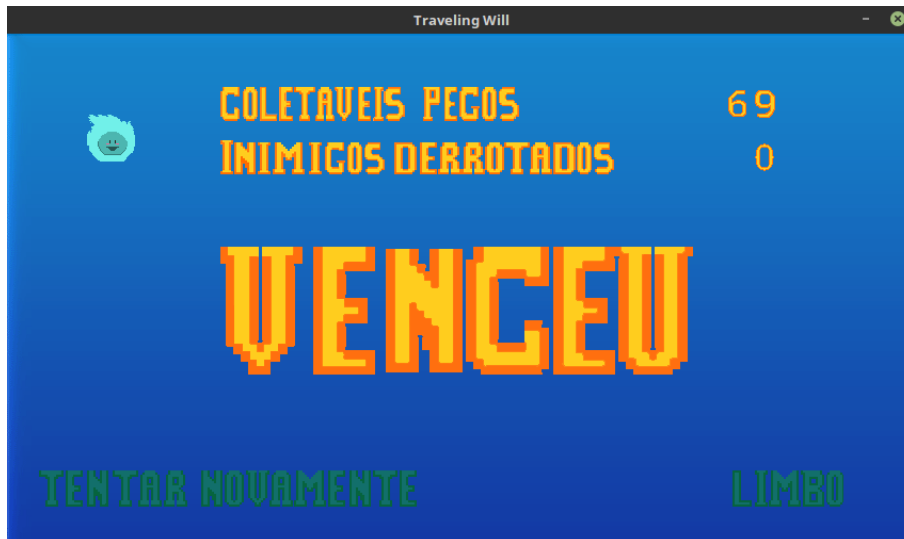 Traveling Will
COLETAVEIS PEGOS 69
INIMIGOS DERROTADOS 0
VENCEU
TENTAR NOVAMENTE LIMBO